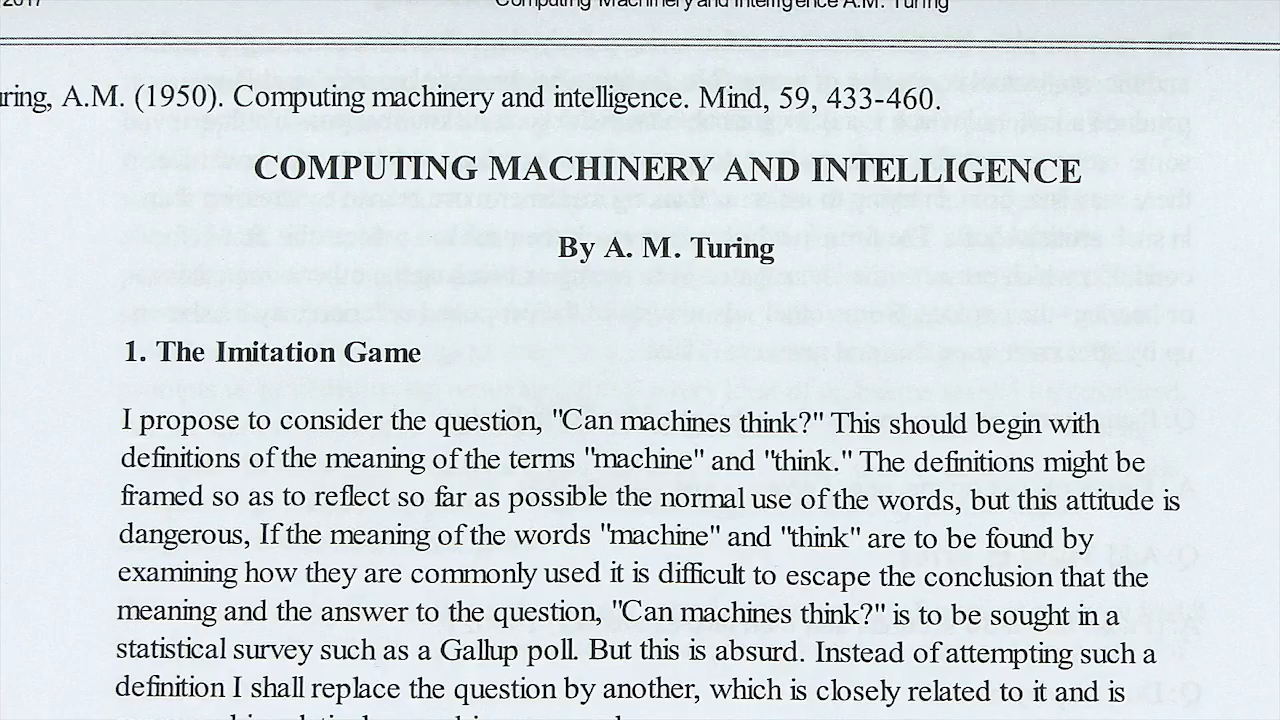 2017 Computing Machinery and Intelligence A.M. Turing
uring, A.M. (1950). Computing machinery and intelligence. Mind, 59, 433-460.
COMPUTING MACHINERY AND INTELLIGENCE
By A. M. Turing
1. The Imitation Game
I propose to consider the question, "Can machines think?" This should begin with
definitions of the meaning of the terms "machine" and "think." The definitions might be
framed so as to reflect so far as possible the normal use of the words, but this attitude is
dangerous, If the meaning of the words "machine" and "think" are to be found by
examining how they are commonly used it is difficult to escape the conclusion that the
meaning and the answer to the question, "Can machines think?" is to be sought in a
statistical survey such as a Gallup poll. But this is absurd. Instead of attempting such a
definition I shall replace the question by another, which is closely related to it and is